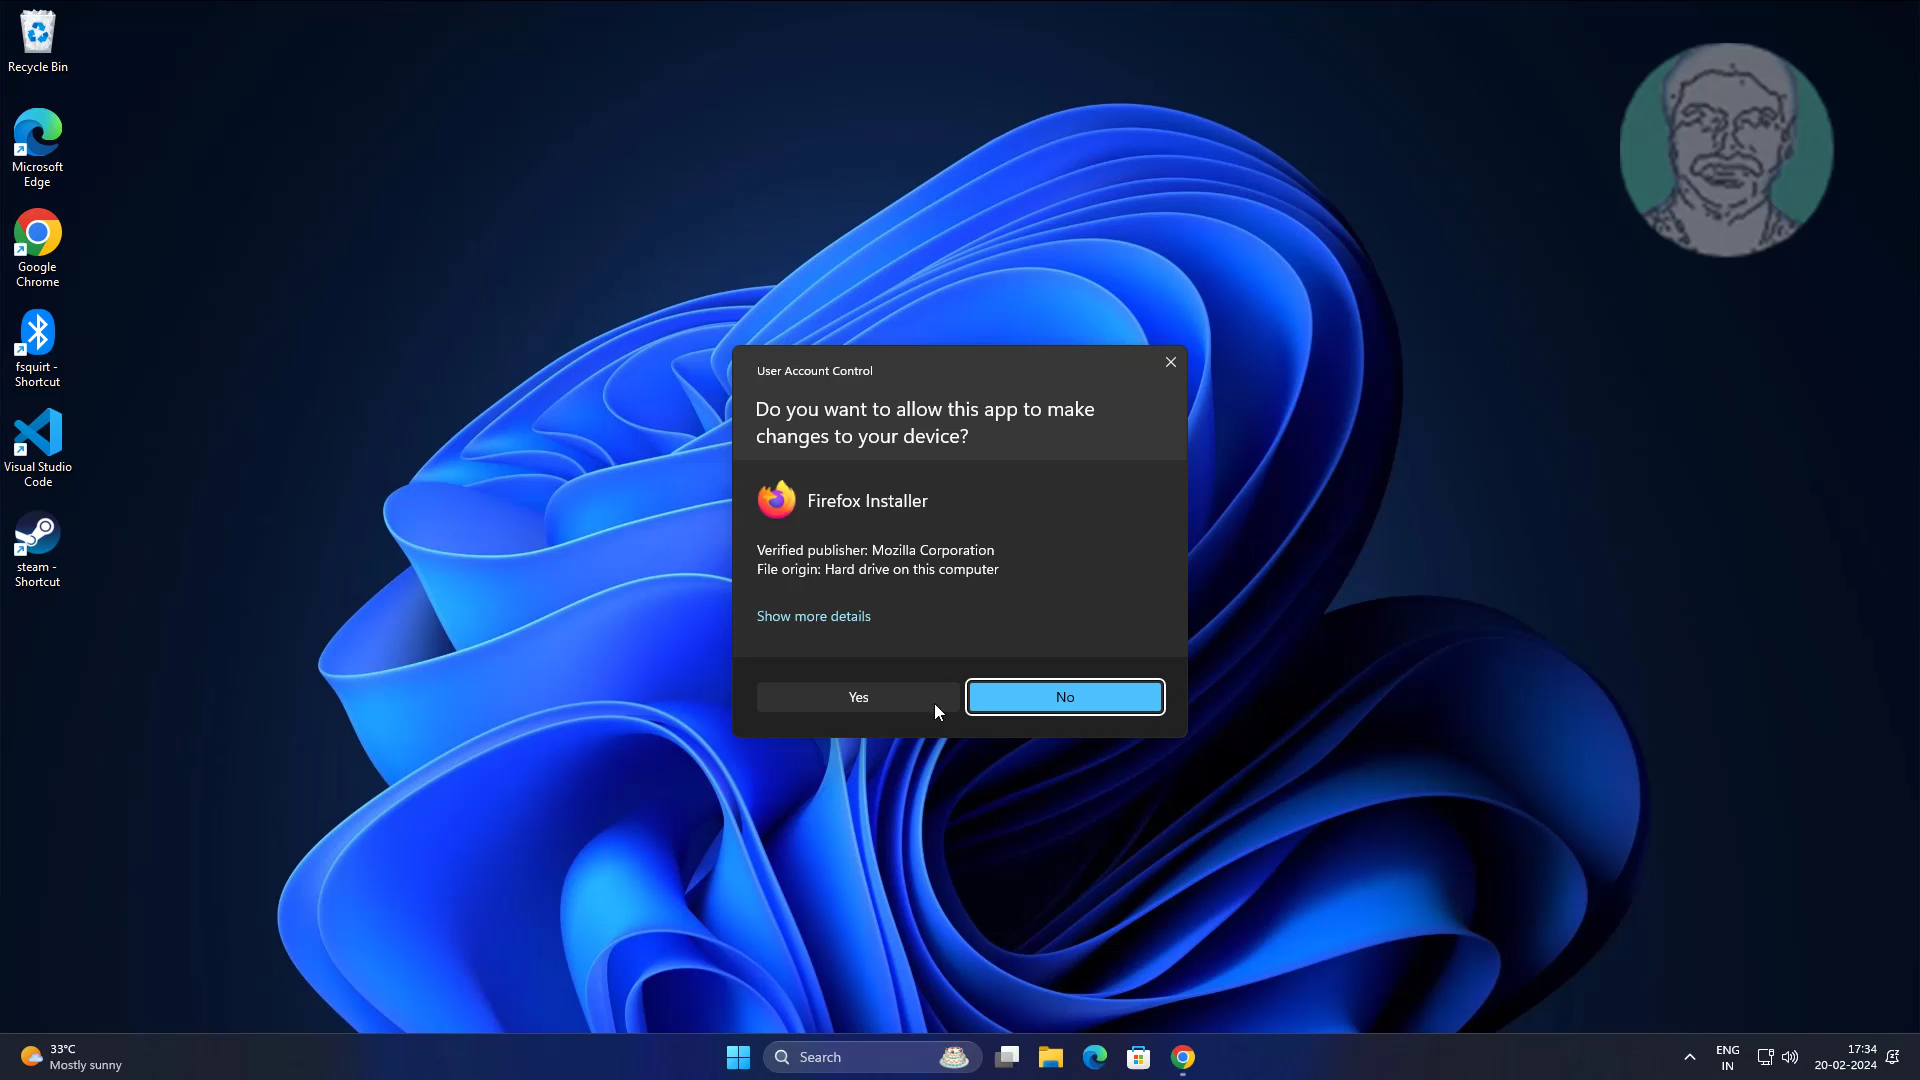 Recycle Bin
Microsoft
Edge
Google
Chrome
fsquirt -
Shortcut
Visual Studio
Code
steam -
Shortcut
User Account Control
Do you want to allow this app to make
changes to your device?
Firefox Installer
Verified publisher: Mozilla Corporation
File origin: Hard drive on this computer
Show more details
Yes
No
33°C
Mostly sunny
Search
ENG
IN
17:34
20-02-2024